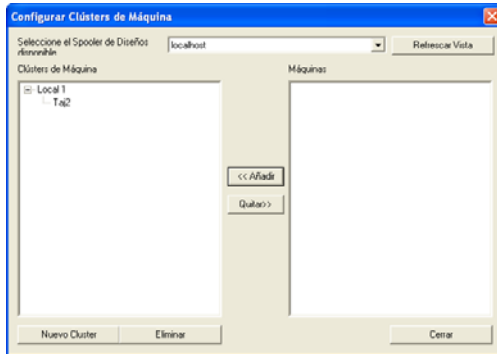 Configurar Clústers de Máquina
Seleccione el Spooler de Diseños
disponible
localhost
Refrescar Vista
Clústers de Máquina
Máquinas
Local 1
Taj2
<< Añadir
Quitar>>
Nuevo Cluster
Eliminar
Cerrar